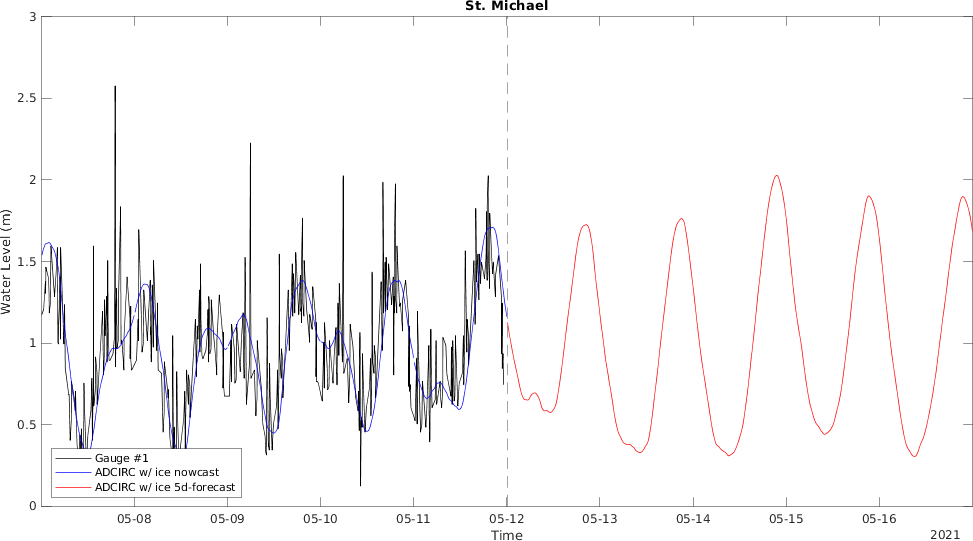 St. Michael
Water Level (m)
3
2.5
2
1.5
1
0.5
0
Gauge #1
ADCIRC w/ ice nowcast
ADCIRC w/ ice 5d-forecast
05-08 05-09 05-10 05-11 05-12 05-13 05-14 05-15 05-16
Time
2021